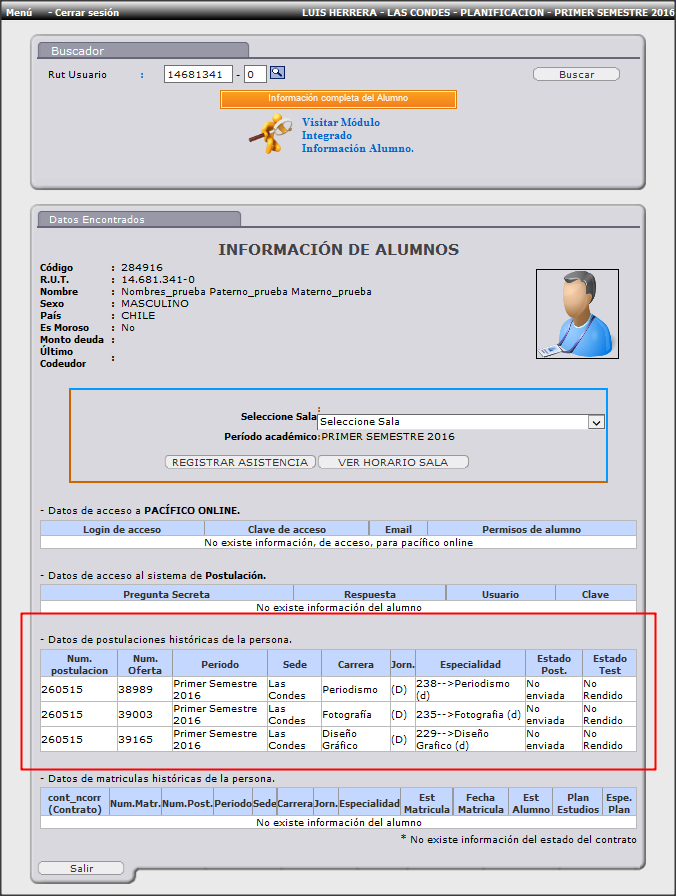 Menú - Cerrar sesión LUIS HERRERA - LAS CONDES - PLANIFICACION - PRIMER SEMESTRE 2016
Buscador
Rut Usuario : 14681341 - 0 Buscar
Información completa del Alumno
Visitar Módulo
Integrado
Información Alumno.
Datos Encontrados
INFORMACIÓN DE ALUMNOS
Código : 284916
R.U.T. : 14.681.341-0
Nombre : Nombres_prueba Paterno_prueba Materno_prueba
Sexo : MASCULINO
País : CHILE
Es Moroso : No
Monto deuda :
Último
Codeudor :
Seleccione Sala : Seleccione Sala
Período académico: PRIMER SEMESTRE 2016
REGISTRAR ASISTENCIA VER HORARIO SALA
- Datos de acceso a PACÍFICO ONLINE.
Login de acceso Clave de acceso Email Permisos de alumno
No existe información, de acceso, para pacífico online
- Datos de acceso al sistema de Postulación.
Pregunta Secreta Respuesta Usuario Clave
No existe información del alumno
- Datos de postulaciones históricas de la persona.
Num. postulacion Num. Oferta Periodo Sede Carrera Jorn. Especialidad Estado Post. Estado Test
260515 38989 Primer Semestre 2016 Las Condes Periodismo (D) 238-->Periodismo (d) No enviada No Rendido
260515 39003 Primer Semestre 2016 Las Condes Fotografía (D) 235-->Fotografia (d) No enviada No Rendido
260515 39165 Primer Semestre 2016 Las Condes Diseño Gráfico (D) 229-->Diseño Grafico (d) No enviada No Rendido
- Datos de matriculas históricas de la persona.
cont_ncorr (Contrato) Num.Matr. Num.Post. Periodo Sede Carrera Jorn. Especialidad Est Matricula Fecha Matricula Est Alumno Plan Estudios Espe. Plan
No existe información del alumno
* No existe información del estado del contrato
Salir